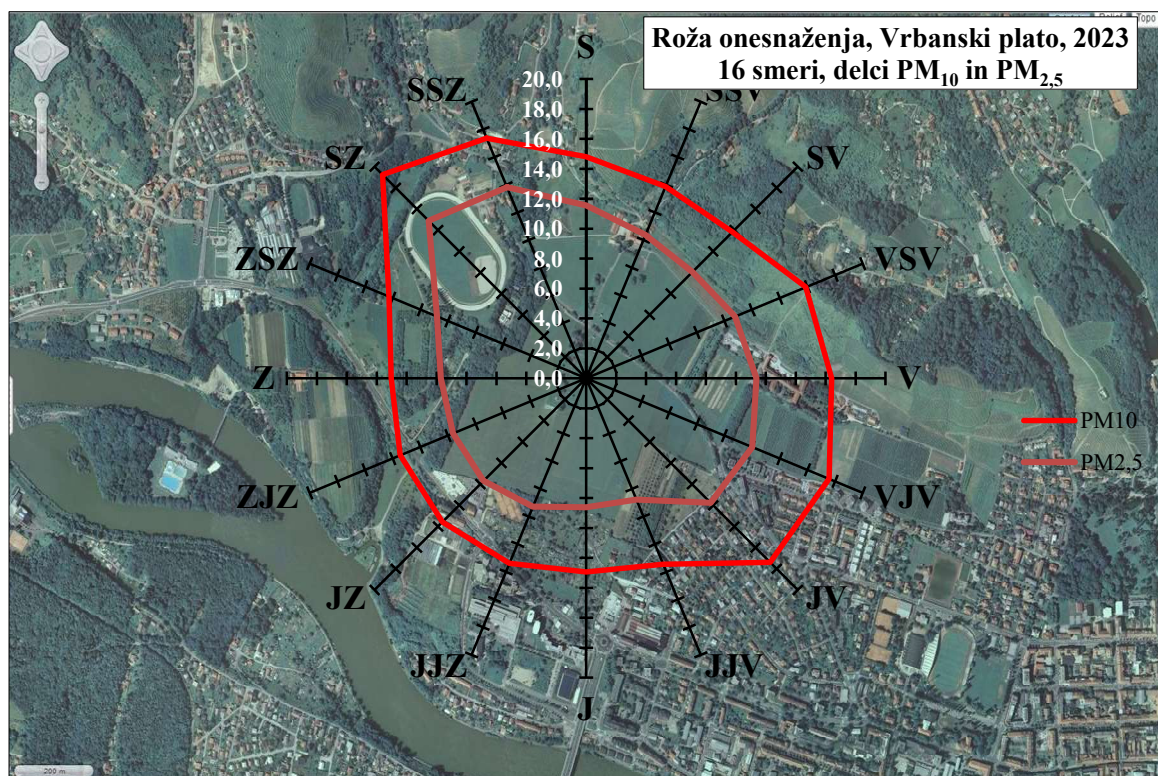 Topo
Roža onesnaženja, Vrbanski plato, 2023
16 smeri, delci PM10 in PM2,5
S
SSV
SV
VSV
V
VJV
JV
JJV
J
JJZ
JZ
ZJZ
Z
ZSZ
SZ
SSZ
20,0
18,0
16,0
14,0
12,0
10,0
8,0
6,0
4,0
2,0
0,0
PM10
PM2,5
200 m